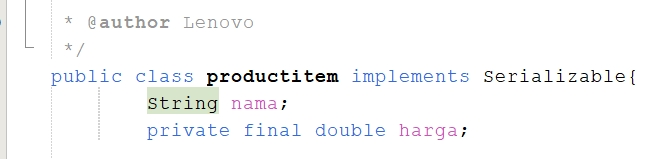 * @author Lenovo
*/
public class productitem implements Serializable{
String nama;
private final double harga;